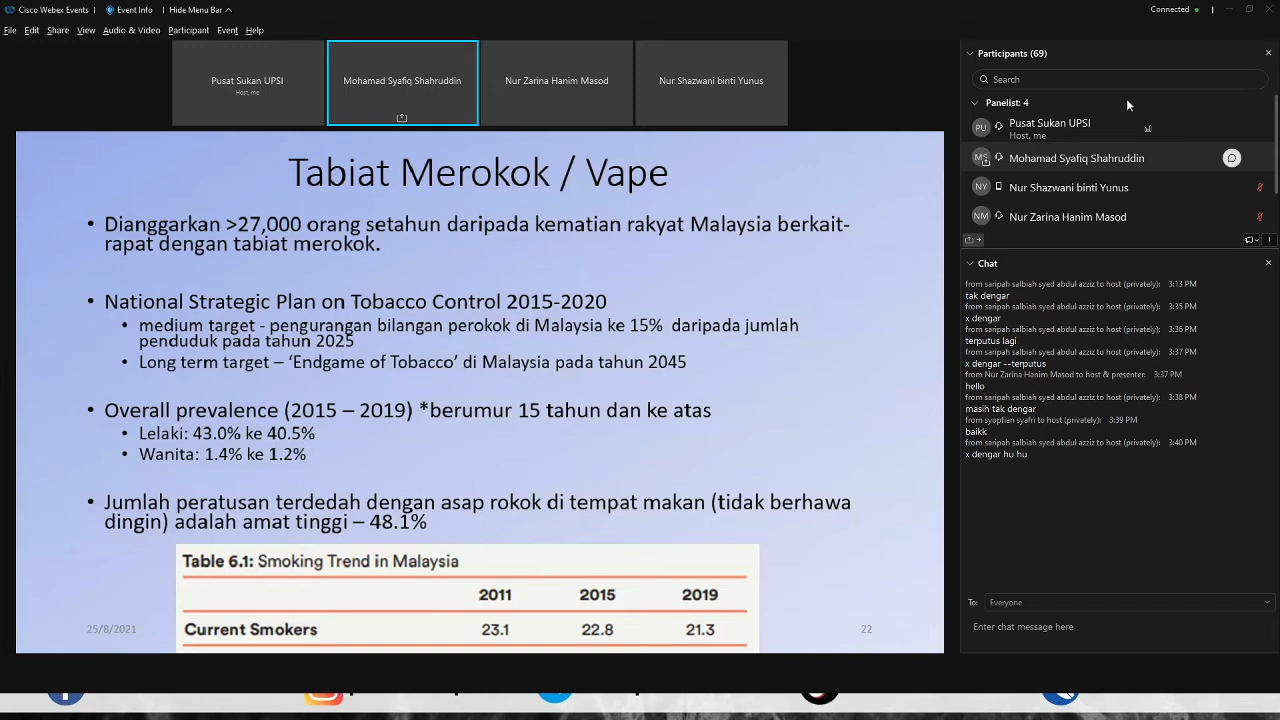 Cisco Webex Events
Event Info
Hide Menu Bar
Connected
File Edit Share View Audio & Video Participant Event Help
Pusat Sukan UPSI
Host, me
Mohamad Syafiq Shahruddin
Nur Zarina Hanim Masod
Nur Shazwani binti Yunus
Tabiat Merokok / Vape
• Dianggarkan >27,000 orang setahun daripada kematian rakyat Malaysia berkait-
rapat dengan tabiat merokok.
• National Strategic Plan on Tobacco Control 2015-2020
• medium target - pengurangan bilangan perokok di Malaysia ke 15% daripada jumlah
penduduk pada tahun 2025
• Long term target – ‘Endgame of Tobacco’ di Malaysia pada tahun 2045
• Overall prevalence (2015 – 2019) *berumur 15 tahun dan ke atas
• Lelaki: 43.0% ke 40.5%
• Wanita: 1.4% ke 1.2%
• Jumlah peratusan terdedah dengan asap rokok di tempat makan (tidak berhawa
dingin) adalah amat tinggi – 48.1%
Table 6.1: Smoking Trend in Malaysia
2011 2015 2019
Current Smokers 23.1 22.8 21.3
25/8/2021
22
Participants (69)
Search
Panelist: 4
PU Pusat Sukan UPSI
Host, me
MS Mohamad Syafiq Shahruddin
NY Nur Shazwani binti Yunus
NM Nur Zarina Hanim Masod
Chat
from saripah salbiah syed abdul azziz to host (privately): 3:13 PM
tak dengar
from saripah salbiah syed abdul azziz to host (privately): 3:35 PM
x dengar
from saripah salbiah syed abdul azziz to host (privately): 3:36 PM
terputus lagi
from saripah salbiah syed abdul azziz to host (privately): 3:37 PM
x dengar --terputus
from Nur Zarina Hanim Masod to host & presenter: 3:37 PM
hello
from saripah salbiah syed abdul azziz to host (privately): 3:38 PM
masih tak dengar
from syopfian syafri to host (privately): 3:39 PM
baikk
from saripah salbiah syed abdul azziz to host (privately): 3:40 PM
x dengar hu hu
To: Everyone
Enter chat message here